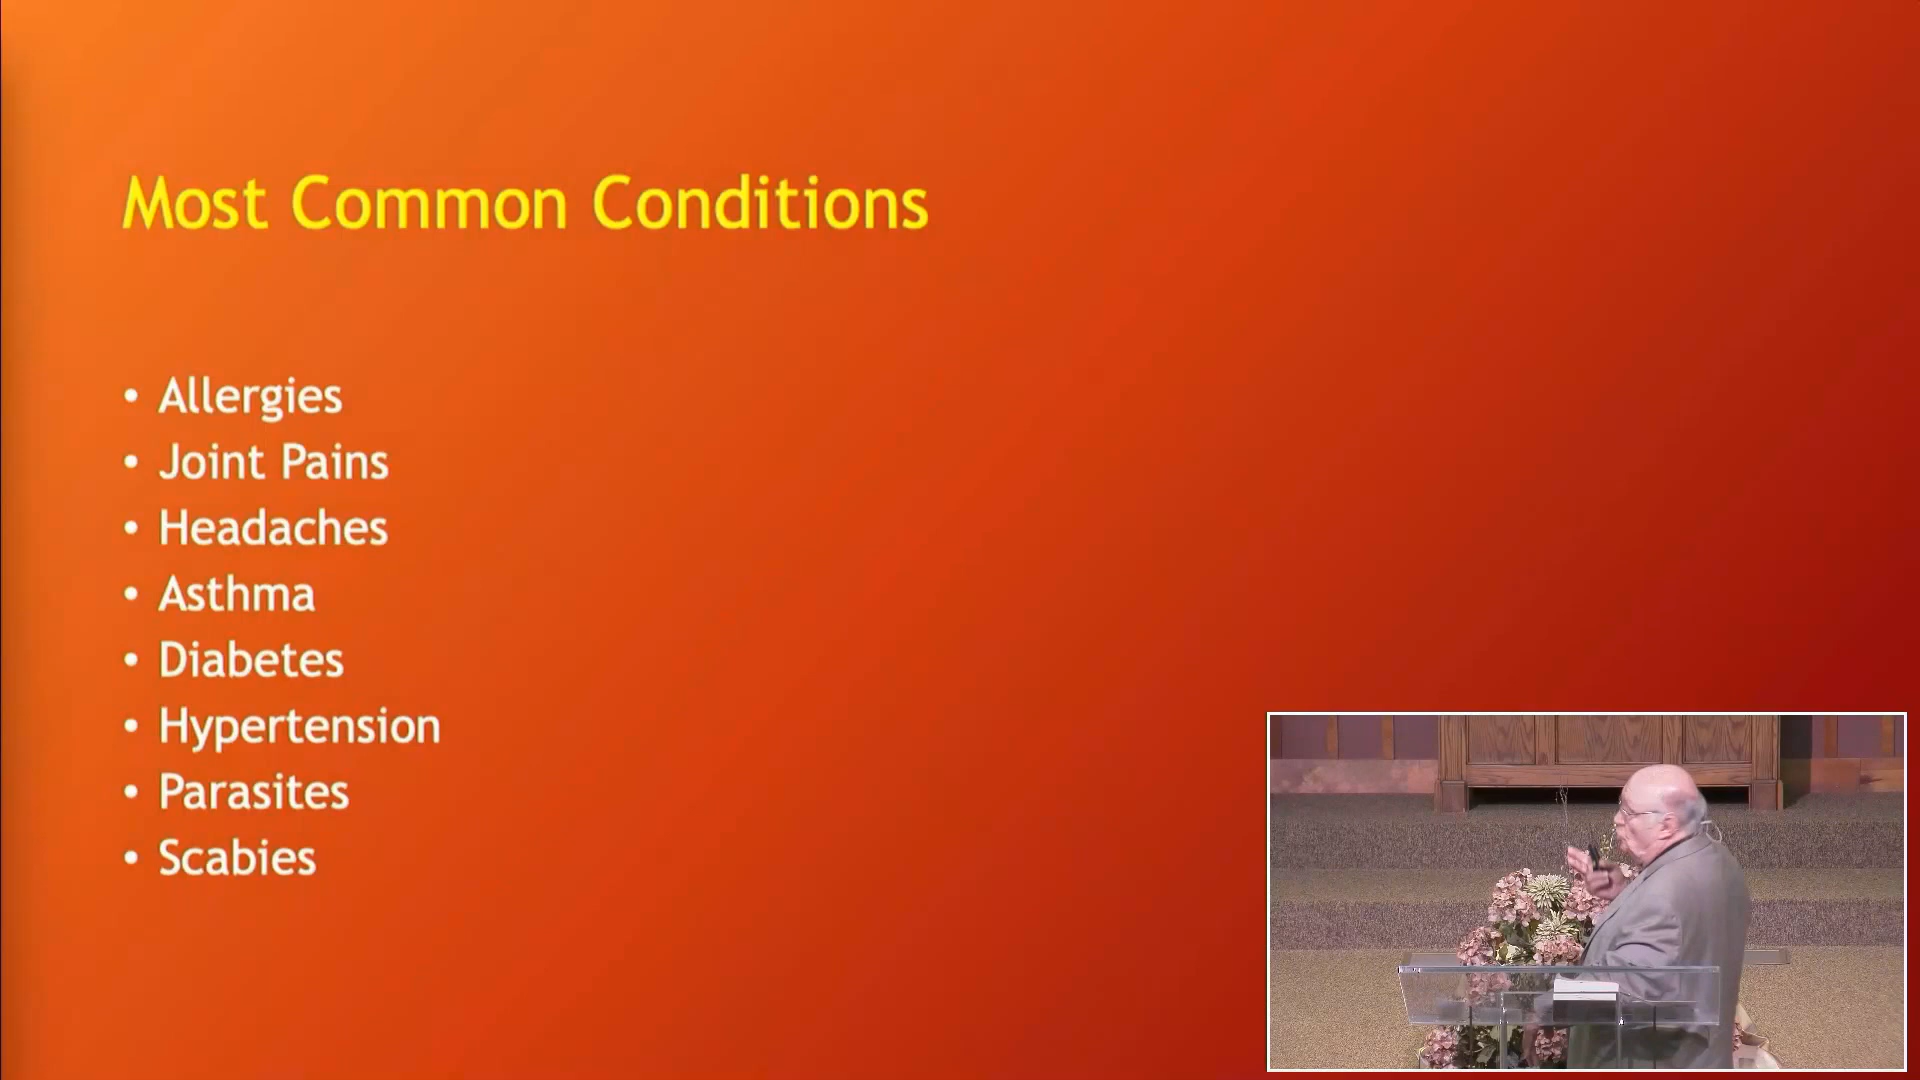 Most Common Conditions
• Allergies
• Joint Pains
• Headaches
• Asthma
• Diabetes
• Hypertension
• Parasites
• Scabies